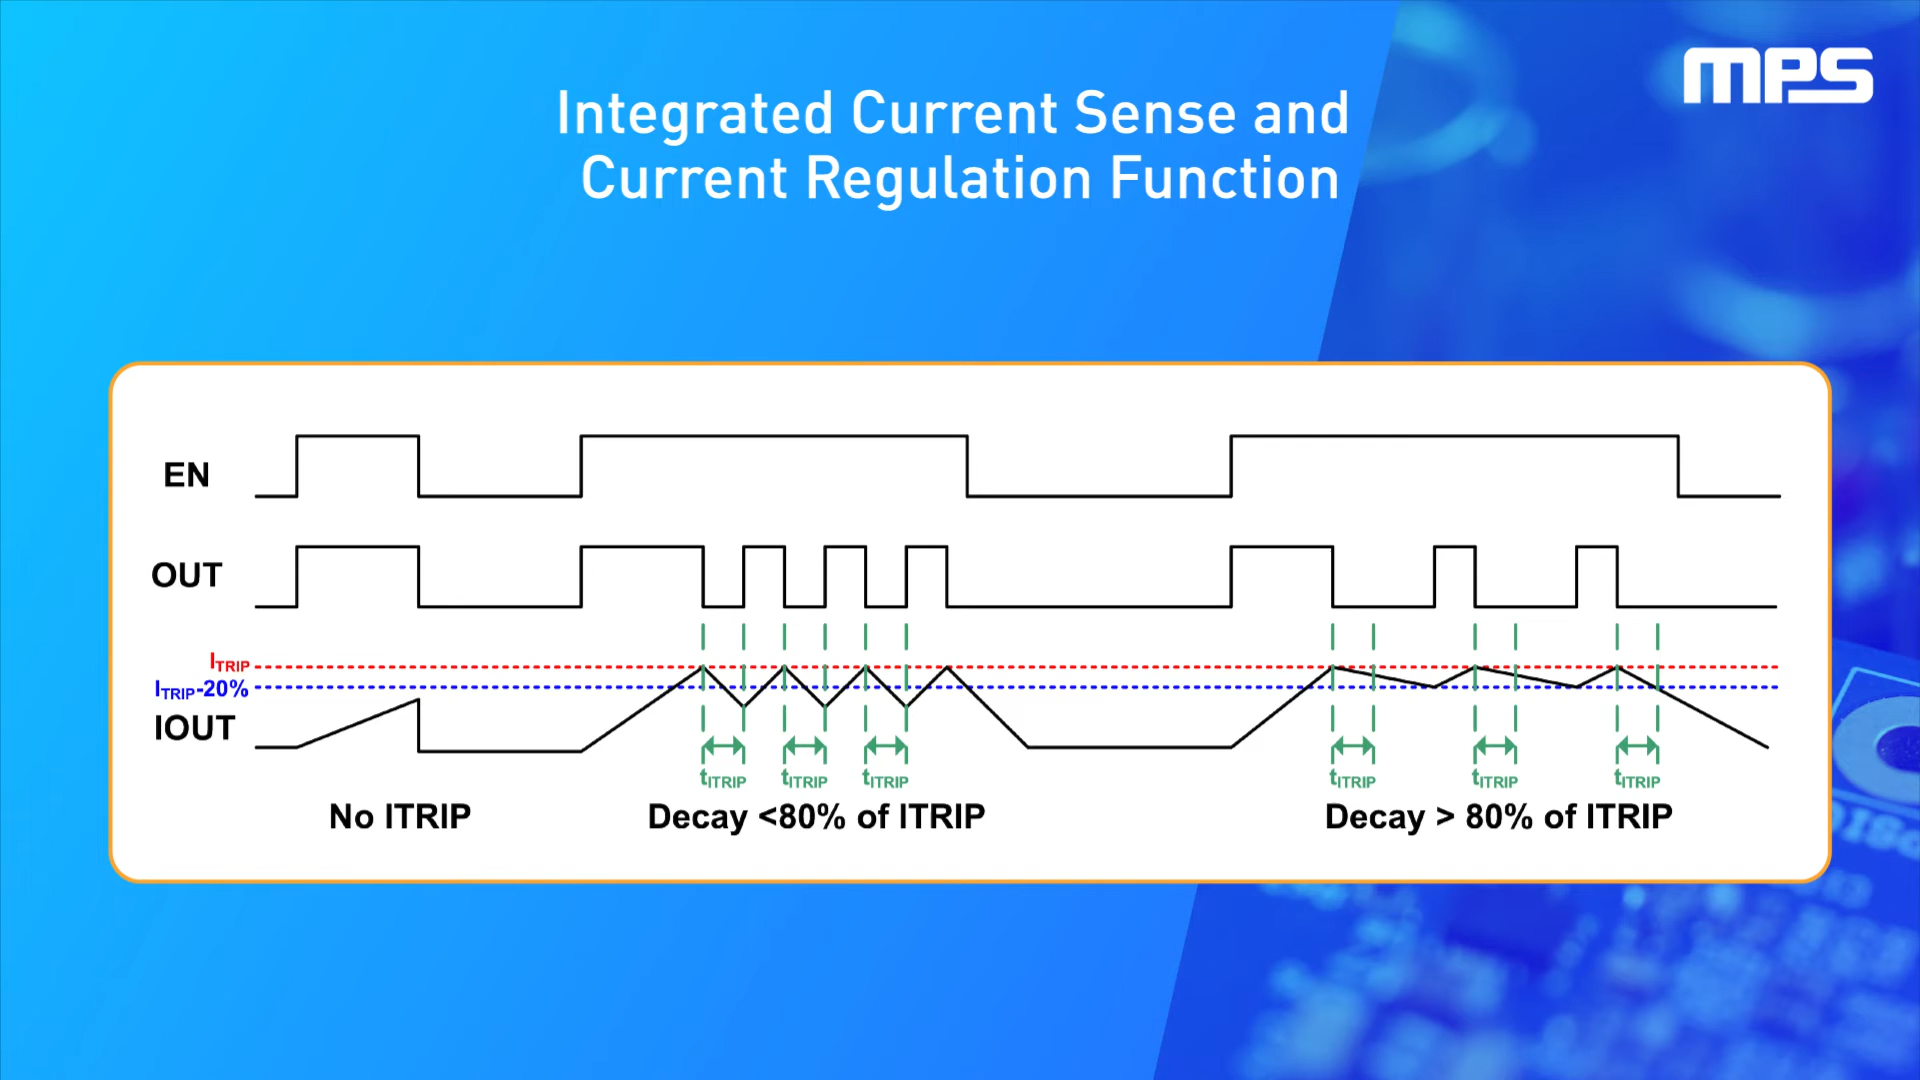 MPS
Integrated Current Sense and
Current Regulation Function
EN
OUT
ITRIP
ITRIP-20%
IOUT
tITRIP tITRIP tITRIP tITRIP tITRIP tITRIP
No ITRIP Decay <80% of ITRIP Decay > 80% of ITRIP